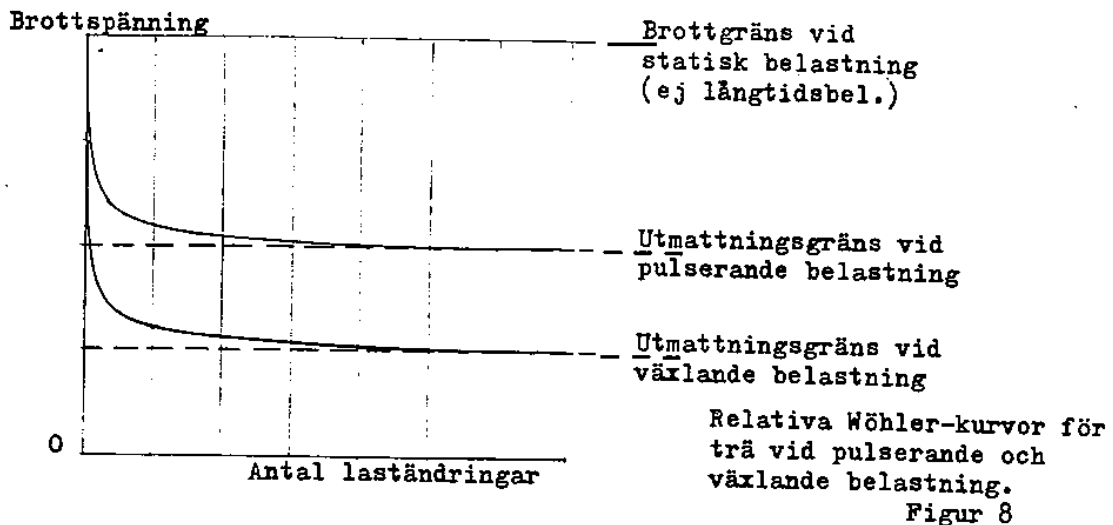 Brottspänning
Brottgräns vid
statisk belastning
(ej långtidsbel.)
Utmattningsgräns vid
pulserande belastning
Utmattningsgräns vid
växlande belastning
0
Antal laständringar
Relativa Wöhler-kurvor för
trä vid pulserande och
växlande belastning.
Figur 8